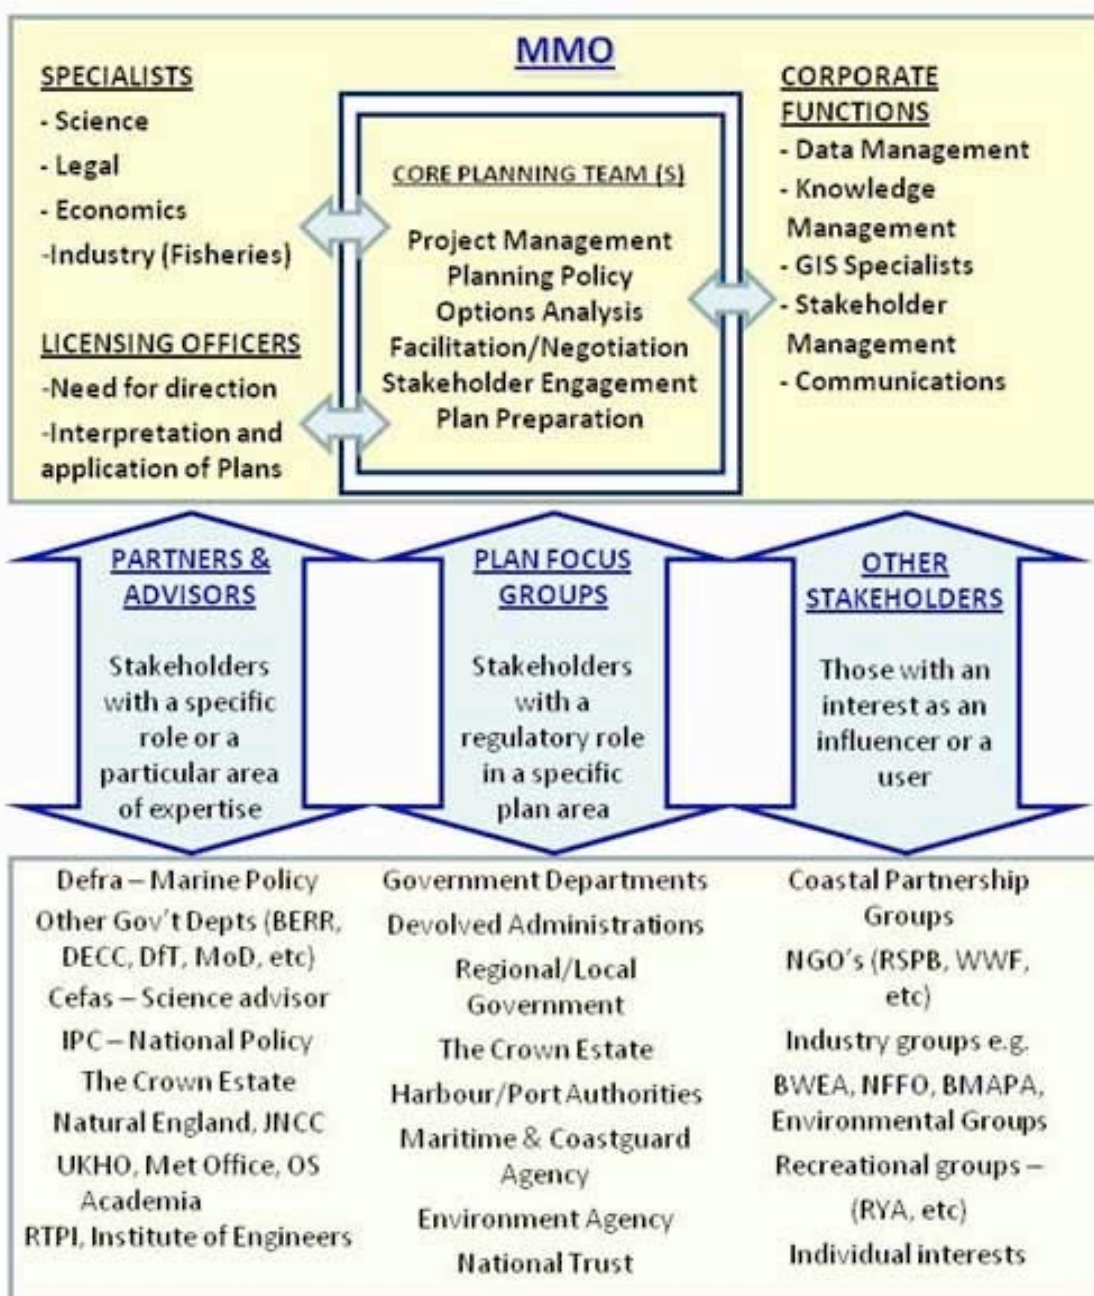 MMO
SPECIALISTS
- Science
- Legal
- Economics
-Industry (Fisheries)
LICENSING OFFICERS
-Need for direction
-Interpretation and
application of Plans
CORE PLANNING TEAM (S)
Project Management
Planning Policy
Options Analysis
Facilitation/Negotiation
Stakeholder Engagement
Plan Preparation
CORPORATE
FUNCTIONS
- Data Management
- Knowledge
Management
- GIS Specialists
- Stakeholder
Management
- Communications
PARTNERS &
ADVISORS
Stakeholders
with a specific
role or a
particular area
of expertise
PLAN FOCUS
GROUPS
Stakeholders
with a
regulatory role
in a specific
plan area
OTHER
STAKEHOLDERS
Those with an
interest as an
influencer or a
user
Defra – Marine Policy
Other Gov't Depts (BERR,
DECC, DfT, MoD, etc)
Cefas – Science advisor
IPC – National Policy
The Crown Estate
Natural England, JNCC
UKHO, Met Office, OS
Academia
RTPI, Institute of Engineers
Government Departments
Devolved Administrations
Regional/Local
Government
The Crown Estate
Harbour/Port Authorities
Maritime & Coastguard
Agency
Environment Agency
National Trust
Coastal Partnership
Groups
NGO's (RSPB, WWF,
etc)
Industry groups e.g.
BWEA, NFFO, BMAPA,
Environmental Groups
Recreational groups –
(RYA, etc)
Individual interests